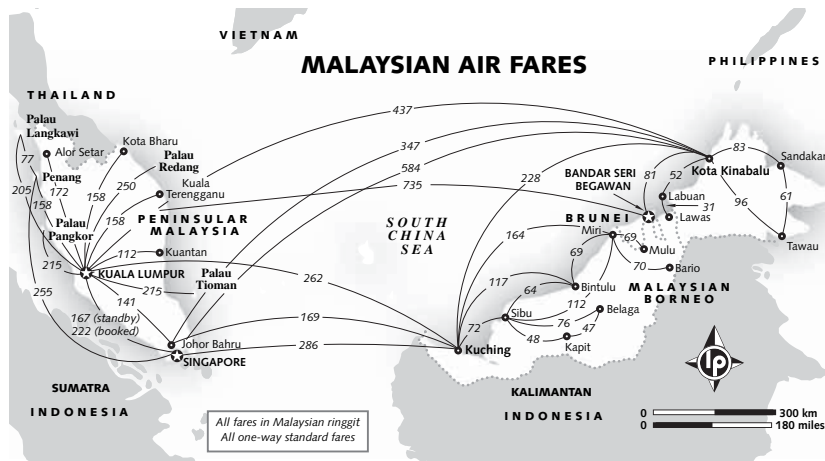 VIETNAM
MALAYSIAN AIR FARES
PHILIPPINES
THAILAND
Palau
Langkawi
Alor Setar
Kota Bharu
Palau
Redang
Penang
Kuala
Terengganu
Palau
Pangkor
PENINSULAR
MALAYSIA
Kuantan
KUALA LUMPUR
Palau
Tioman
Johor Bahru
SINGAPORE
SUMATRA
INDONESIA
77
205
172
158
158
250
158
112
215
215
255
141
167 (standby)
222 (booked)
437
347
584
735
262
169
286
SOUTH
CHINA
SEA
228
164
117
64
69
72
112
76
48
47
69
70
81
52
31
83
96
61
BANDAR SERI
BEGAWAN
BRUNEI
Kota Kinabalu
Sandakan
Labuan
Lawas
Miri
Mulu
Bario
Tawau
Bintulu
MALAYSIAN
BORNEO
Sibu
Belaga
Kapit
Kuching
KALIMANTAN
INDONESIA
All fares in Malaysian ringgit
All one-way standard fares
lp
0 300 km
0 180 miles